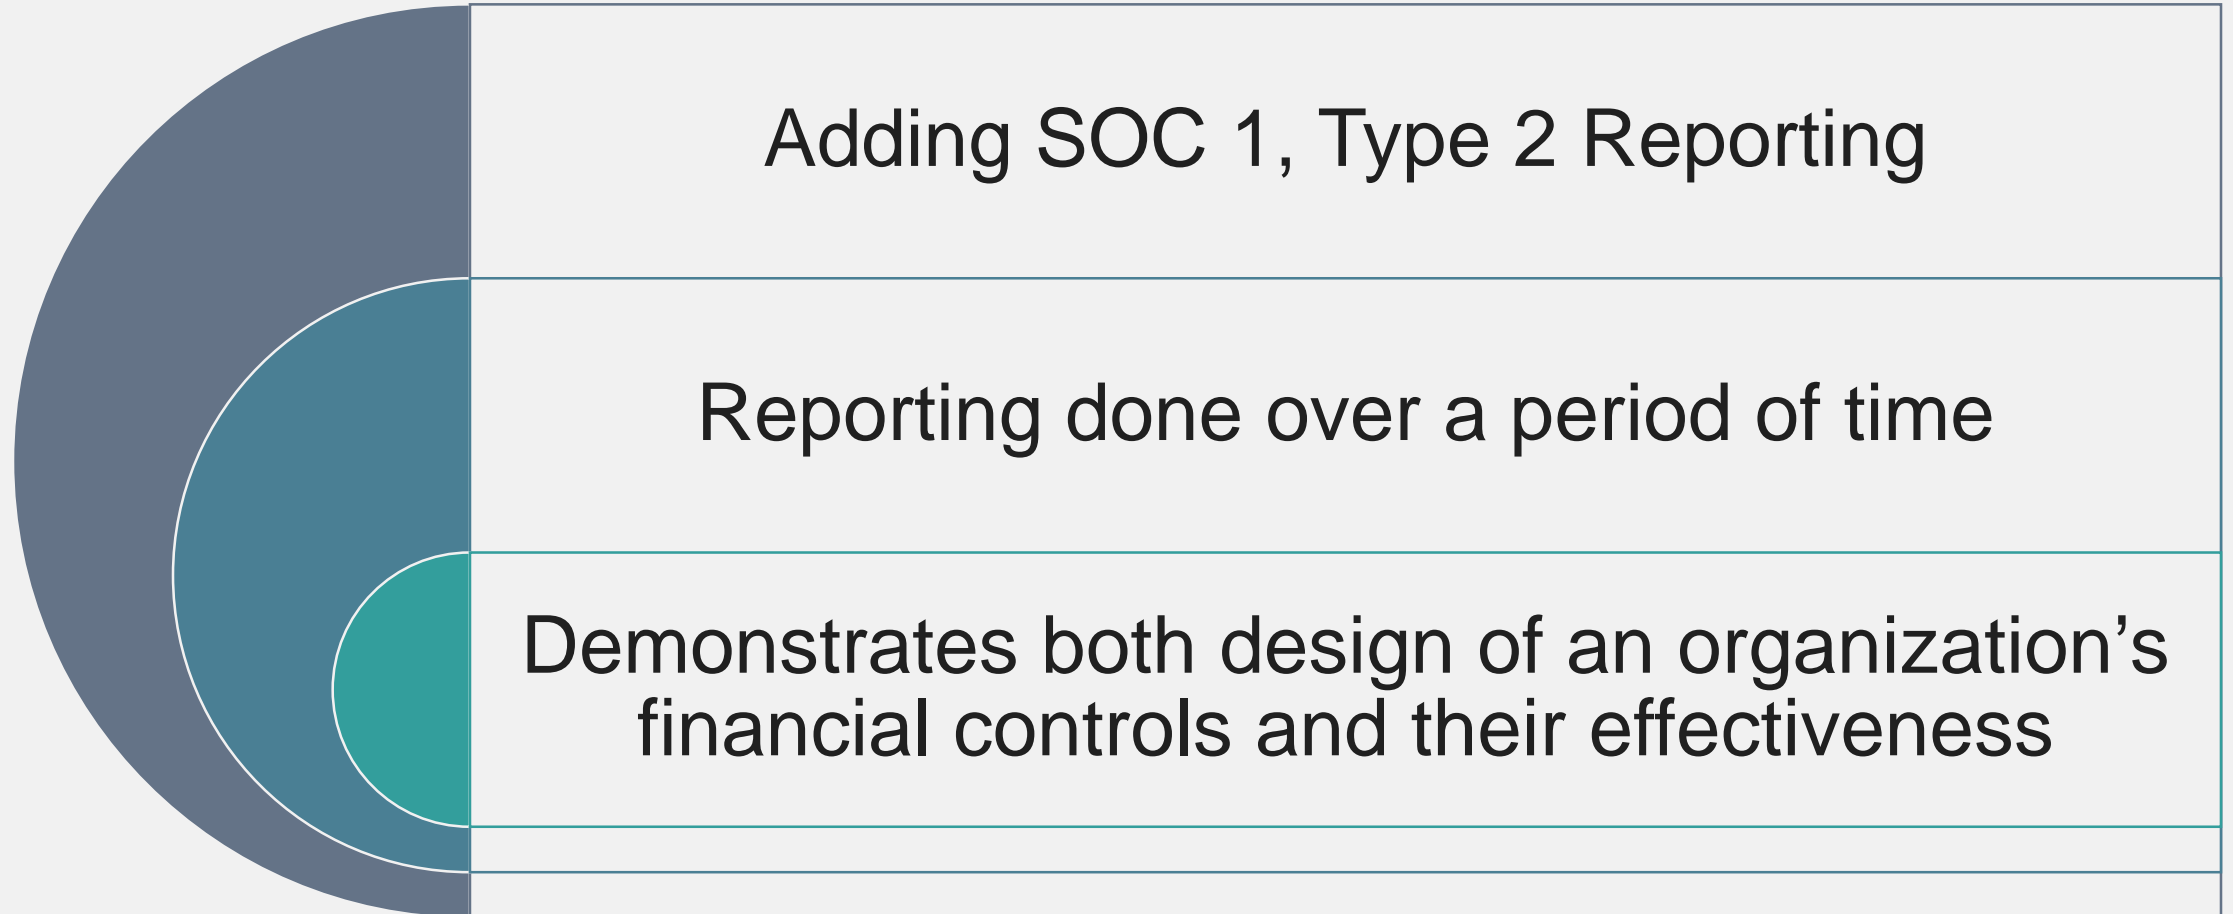 Adding SOC 1, Type 2 Reporting
Reporting done over a period of time
Demonstrates both design of an organization’s
financial controls and their effectiveness